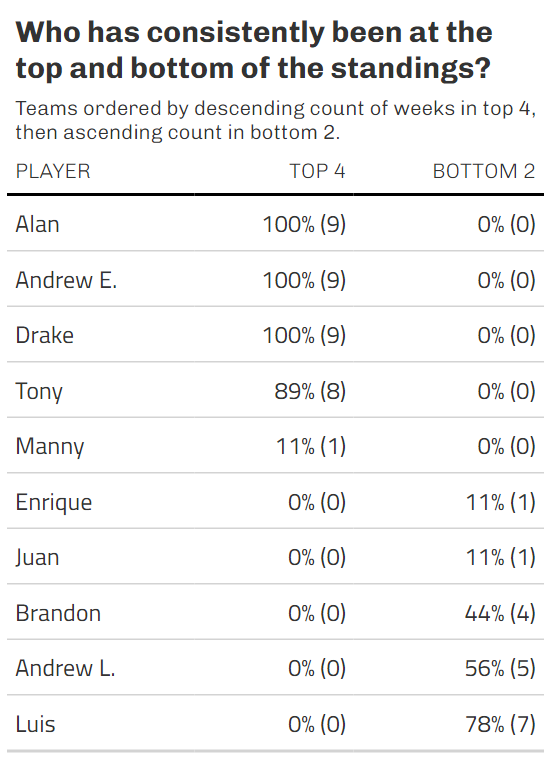 Who has consistently been at the
top and bottom of the standings?
Teams ordered by descending count of weeks in top 4,
then ascending count in bottom 2.
PLAYER TOP 4 BOTTOM 2
Alan 100% (9) 0% (0)
Andrew E. 100% (9) 0% (0)
Drake 100% (9) 0% (0)
Tony 89% (8) 0% (0)
Manny 11% (1) 0% (0)
Enrique 0% (0) 11% (1)
Juan 0% (0) 11% (1)
Brandon 0% (0) 44% (4)
Andrew L. 0% (0) 56% (5)
Luis 0% (0) 78% (7)